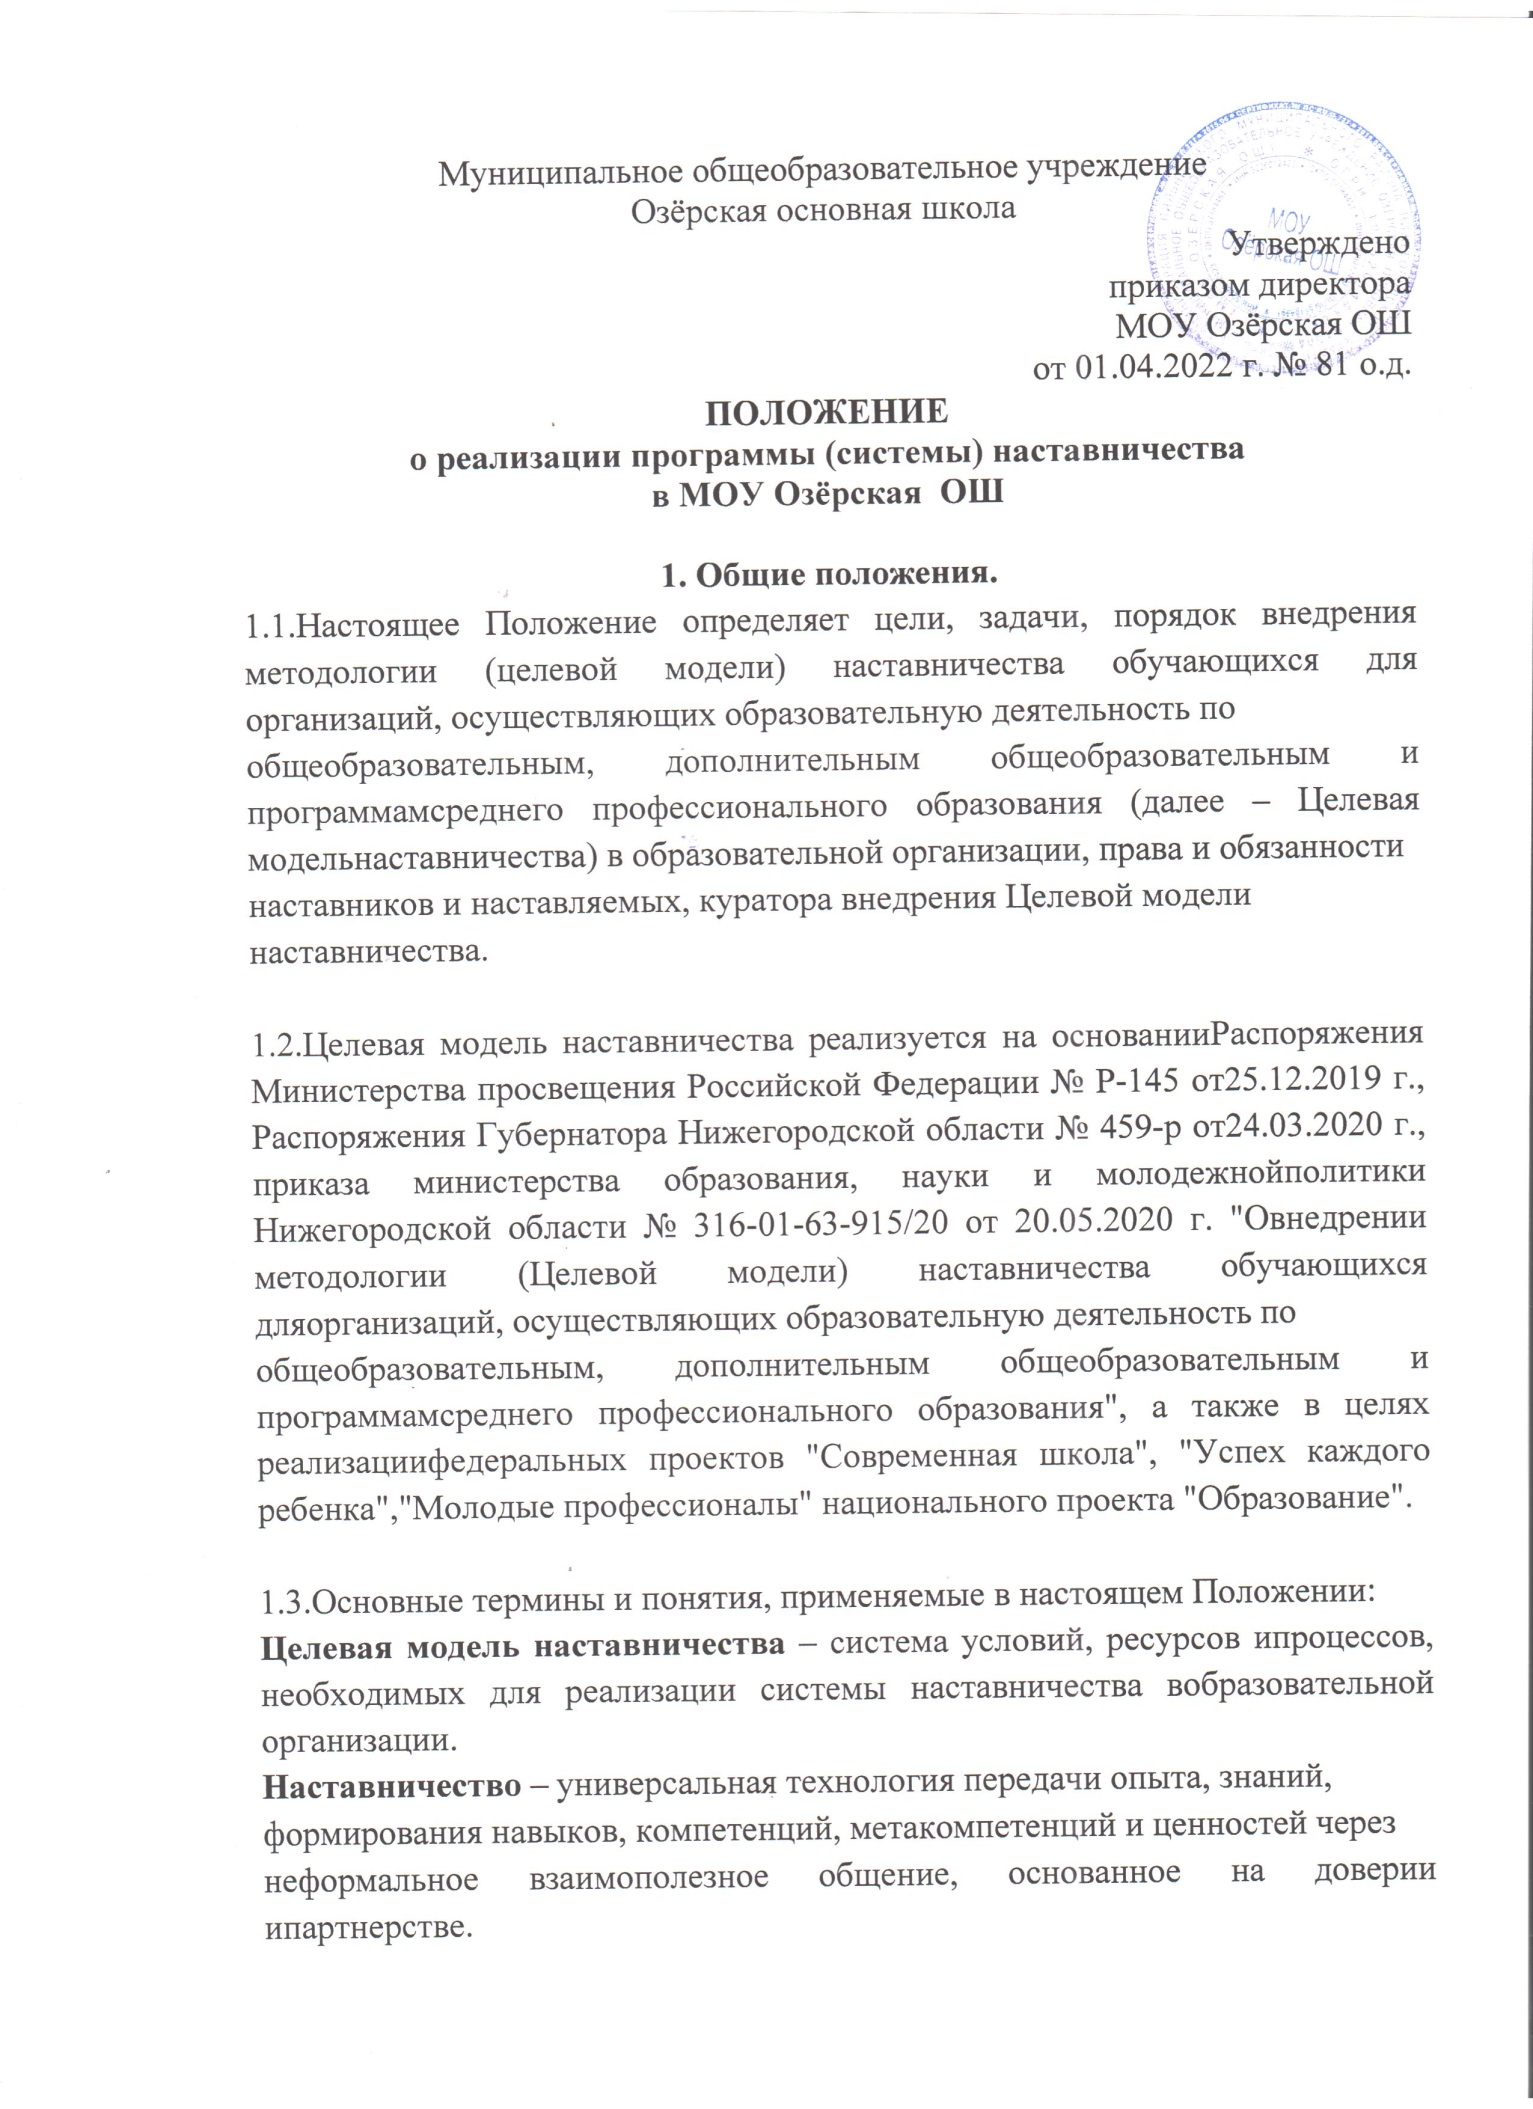 Муниципальное общеобразовательное учреждение
Озёрская основная школа
МОУ
Озёрская ОШ
Утверждено
приказом директора
МОУ Озёрская ОШ
от 01.04.2022 г. № 81 о.д.
ПОЛОЖЕНИЕ
о реализации программы (системы) наставничества
в МОУ Озёрская ОШ
1. Общие положения.
1.1.Настоящее Положение определяет цели, задачи, порядок внедрения
методологии (целевой модели) наставничества обучающихся для
организаций, осуществляющих образовательную деятельность по
общеобразовательным, дополнительным общеобразовательным и
программамсреднего профессионального образования (далее – Целевая
модельнаставничества) в образовательной организации, права и обязанности
наставников и наставляемых, куратора внедрения Целевой модели
наставничества.
1.2.Целевая модель наставничества реализуется на основанииРаспоряжения
Министерства просвещения Российской Федерации № Р-145 от25.12.2019 г.,
Распоряжения Губернатора Нижегородской области № 459-р от24.03.2020 г.,
приказа министерства образования, науки и молодежнойполитики
Нижегородской области № 316-01-63-915/20 от 20.05.2020 г. "Овнедрении
методологии (Целевой модели) наставничества обучающихся
дляорганизаций, осуществляющих образовательную деятельность по
общеобразовательным, дополнительным общеобразовательным и
программамсреднего профессионального образования", а также в целях
реализациифедеральных проектов "Современная школа", "Успех каждого
ребенка","Молодые профессионалы" национального проекта "Образование".
1.3.Основные термины и понятия, применяемые в настоящем Положении:
Целевая модель наставничества – система условий, ресурсов ипроцессов,
необходимых для реализации системы наставничества вобразовательной
организации.
Наставничество – универсальная технология передачи опыта, знаний,
формирования навыков, компетенций, метакомпетенций и ценностей через
неформальное взаимополезное общение, основанное на доверии
ипартнерстве.